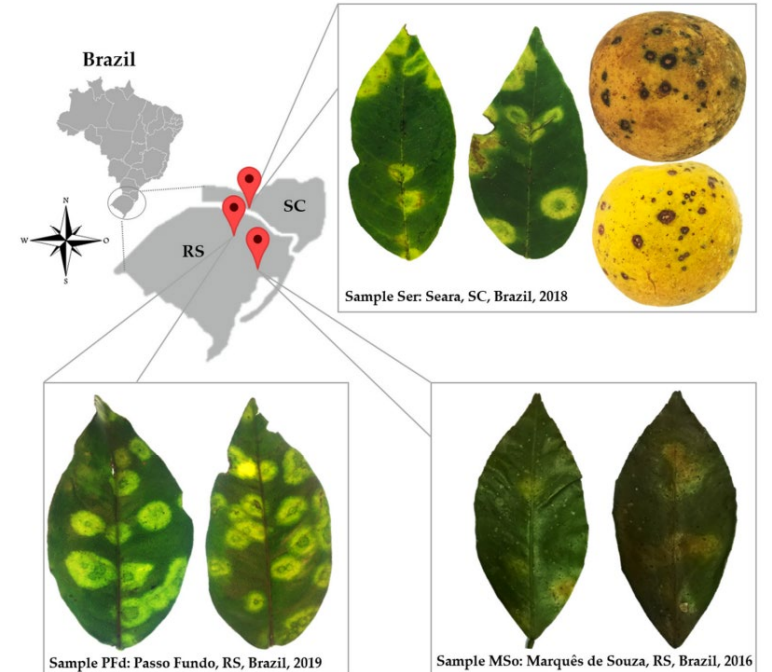 Brazil
N
W
O
S
SC
RS
Sample Ser: Seara, SC, Brazil, 2018
Sample PFd: Passo Fundo, RS, Brazil, 2019
Sample MSo: Marquês de Souza, RS, Brazil, 2016